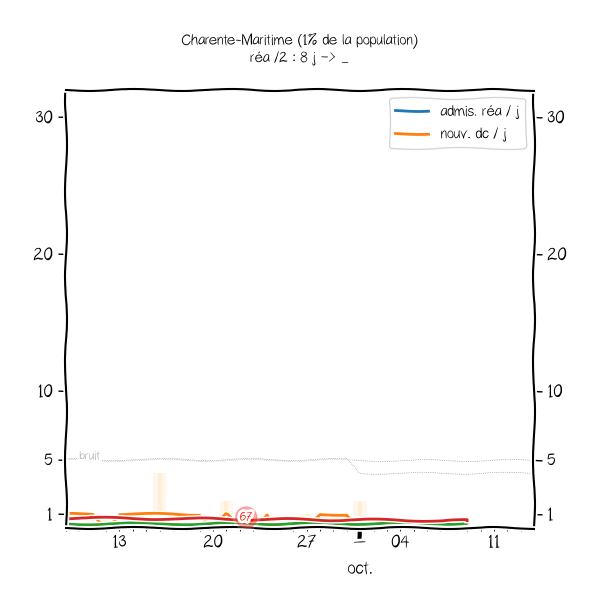 Charente-Maritime (1% de la population)
réa /2 : 8 j -> _
admis. réa / j
nouv. dc / j
30
30
20
20
10
10
5
bruit
5
1
67
1
13
20
27
04
11
oct.